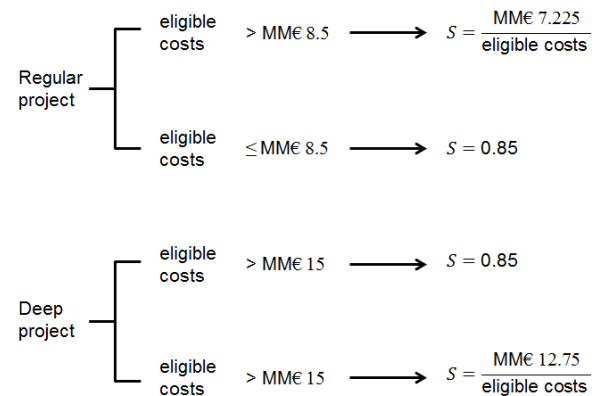 eligible costs > MM€ 8.5 S = MM€ 7.225 / eligible costs
Regular project
eligible costs ≤ MM€ 8.5 S = 0.85
eligible costs > MM€ 15 S = 0.85
Deep project
eligible costs > MM€ 15 S = MM€ 12.75 / eligible costs